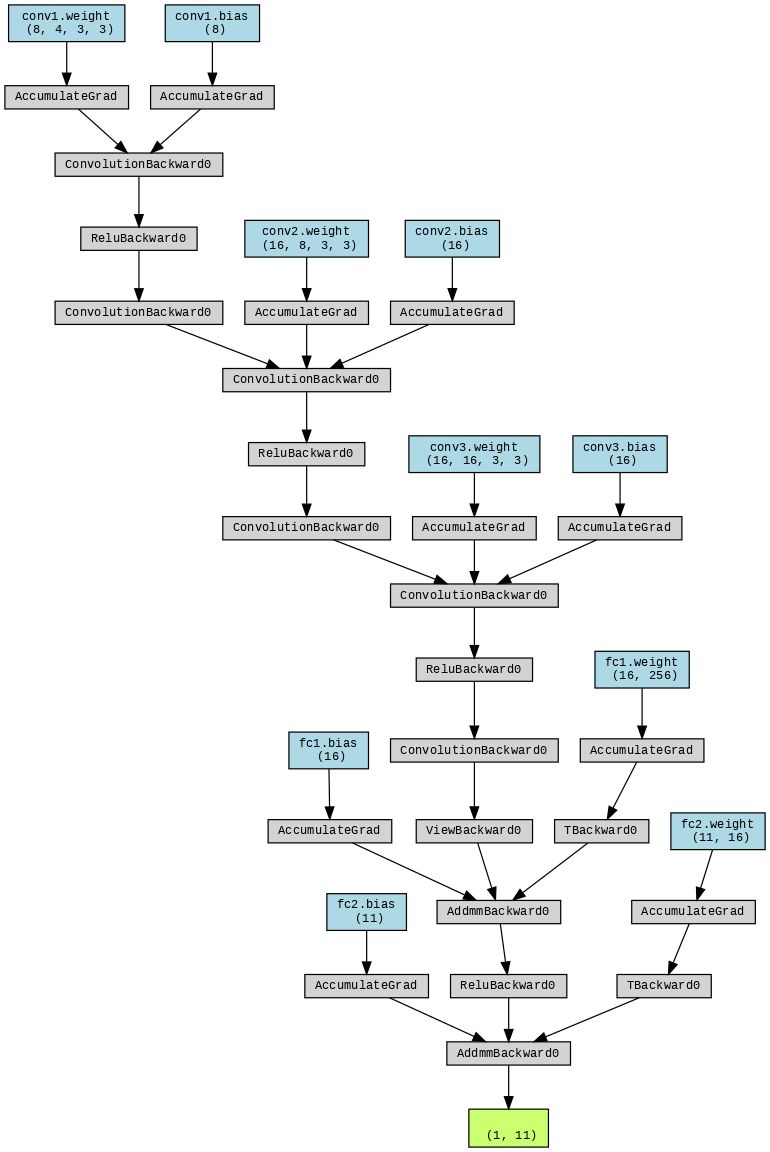 conv1.weight
(8, 4, 3, 3)
conv1.bias
(8)
AccumulateGrad
AccumulateGrad
ConvolutionBackward0
ReluBackward0
conv2.weight
(16, 8, 3, 3)
conv2.bias
(16)
ConvolutionBackward0
AccumulateGrad
AccumulateGrad
ConvolutionBackward0
ReluBackward0
conv3.weight
(16, 16, 3, 3)
conv3.bias
(16)
ConvolutionBackward0
AccumulateGrad
AccumulateGrad
ConvolutionBackward0
ReluBackward0
fc1.weight
(16, 256)
fc1.bias
(16)
ConvolutionBackward0
AccumulateGrad
AccumulateGrad
ViewBackward0
TBackward0
fc2.weight
(11, 16)
fc2.bias
(11)
AddmmBackward0
AccumulateGrad
AccumulateGrad
ReluBackward0
TBackward0
AddmmBackward0
(1, 11)